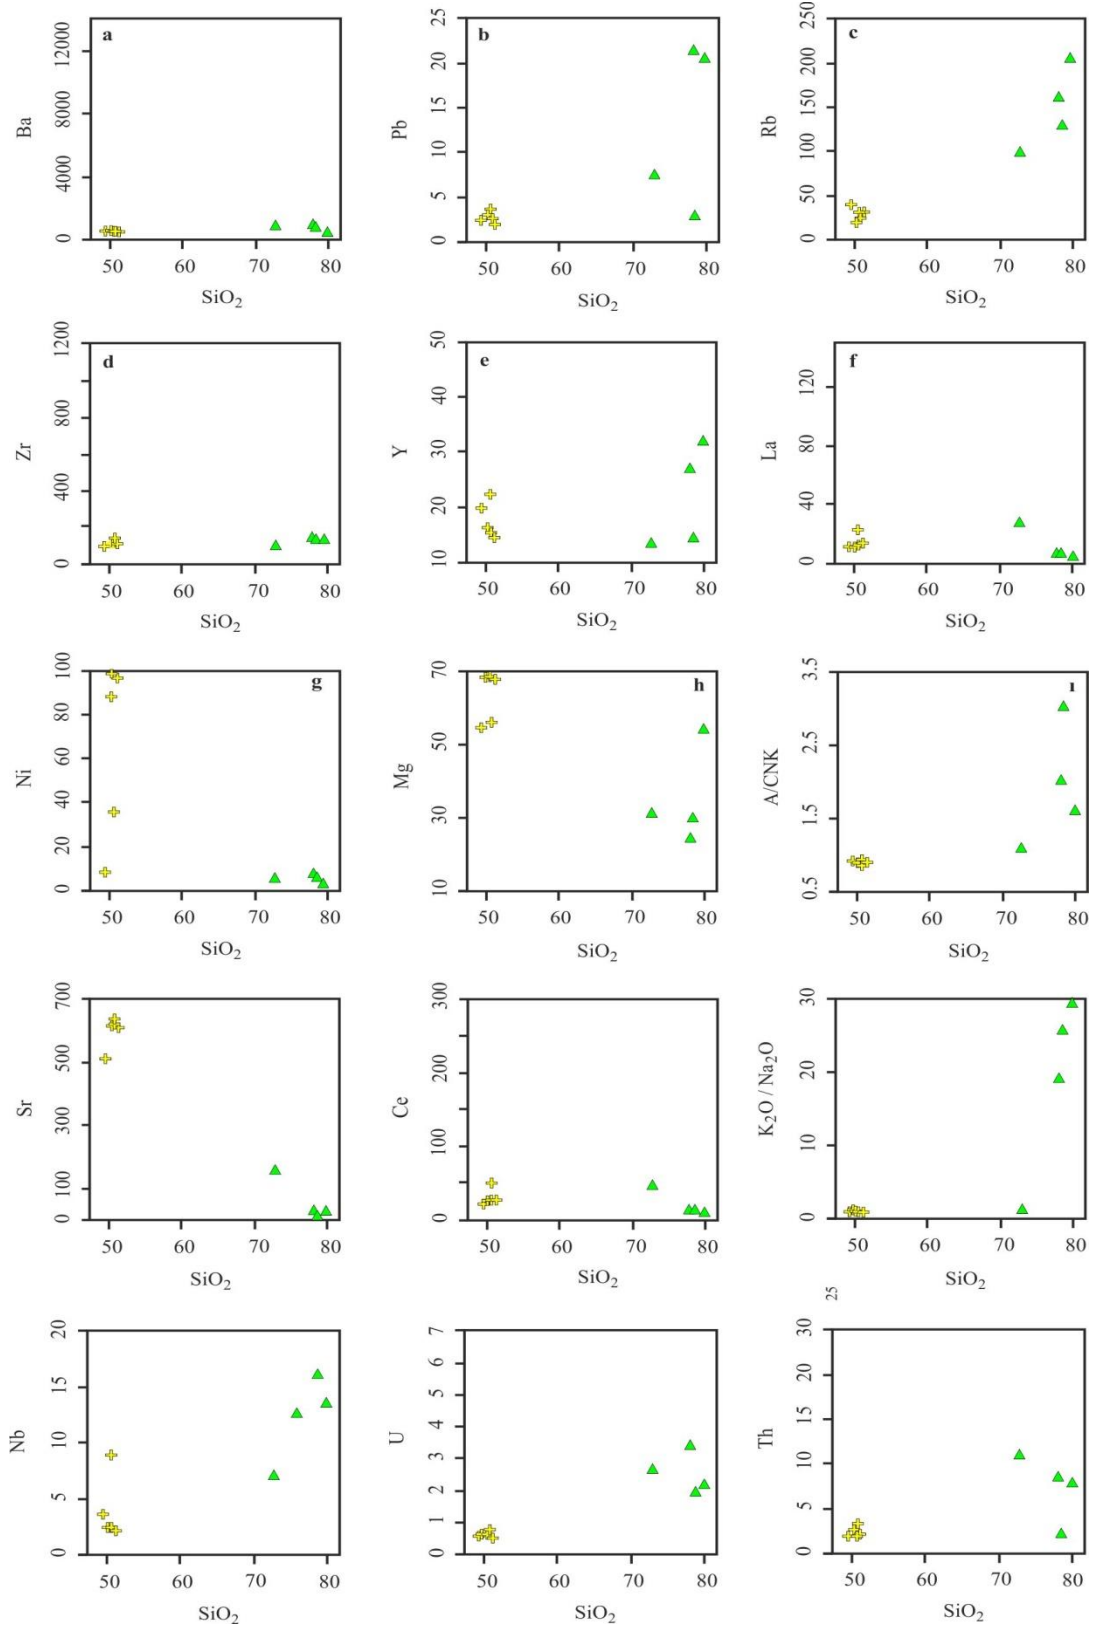 a
Ba
12000
8000
4000
0
50 60 70 80
SiO2
b
Pb
25
20
15
10
5
0
50 60 70 80
SiO2
c
Rb
250
200
150
100
50
0
50 60 70 80
SiO2
d
Zr
1200
800
400
0
50 60 70 80
SiO2
e
Y
50
40
30
20
10
50 60 70 80
SiO2
f
La
120
80
40
0
50 60 70 80
SiO2
g
Ni
100
80
60
40
20
0
50 60 70 80
SiO2
h
Mg
70
50
30
10
50 60 70 80
SiO2
ı
A/CNK
3.5
2.5
1.5
0.5
50 60 70 80
SiO2
Sr
700
500
300
100
0
50 60 70 80
SiO2
Ce
300
200
100
0
50 60 70 80
SiO2
K2O / Na2O
30
20
10
0
50 60 70 80
SiO2
Nb
20
15
10
5
0
50 60 70 80
SiO2
U
7
6
5
4
3
2
1
0
50 60 70 80
SiO2
25
Th
30
20
15
10
5
0
50 60 70 80
SiO2